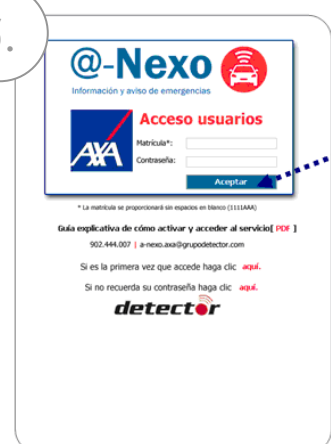 @-Nexo
Información y aviso de emergencias
Acceso usuarios
AXA
Matrícula*:
Contraseña:
Aceptar
* La matrícula se proporcionará sin espacios en blanco (1111AAA)
Guía explicativa de cómo activar y acceder al servicio[ PDF ]
902.444.007 | a-nexo.axa@grupodetector.com
Si es la primera vez que accede haga clic aquí.
Si no recuerda su contraseña haga clic aquí.
detector